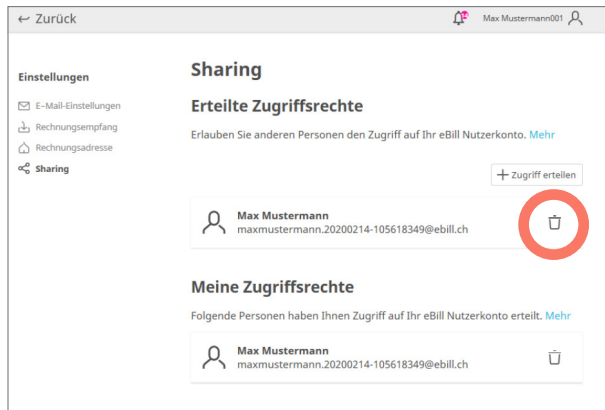 ← Zurück
Max Mustermann001
Einstellungen
E-Mail-Einstellungen
Rechnungsempfang
Rechnungsadresse
Sharing
Sharing
Erteilte Zugriffsrechte
Erlauben Sie anderen Personen den Zugriff auf Ihr eBill Nutzerkonto. Mehr
+ Zugriff erteilen
Max Mustermann
maxmustermann.20200214-105618349@ebill.ch
Meine Zugriffsrechte
Folgende Personen haben Ihnen Zugriff auf Ihr eBill Nutzerkonto erteilt. Mehr
Max Mustermann
maxmustermann.20200214-105618349@ebill.ch